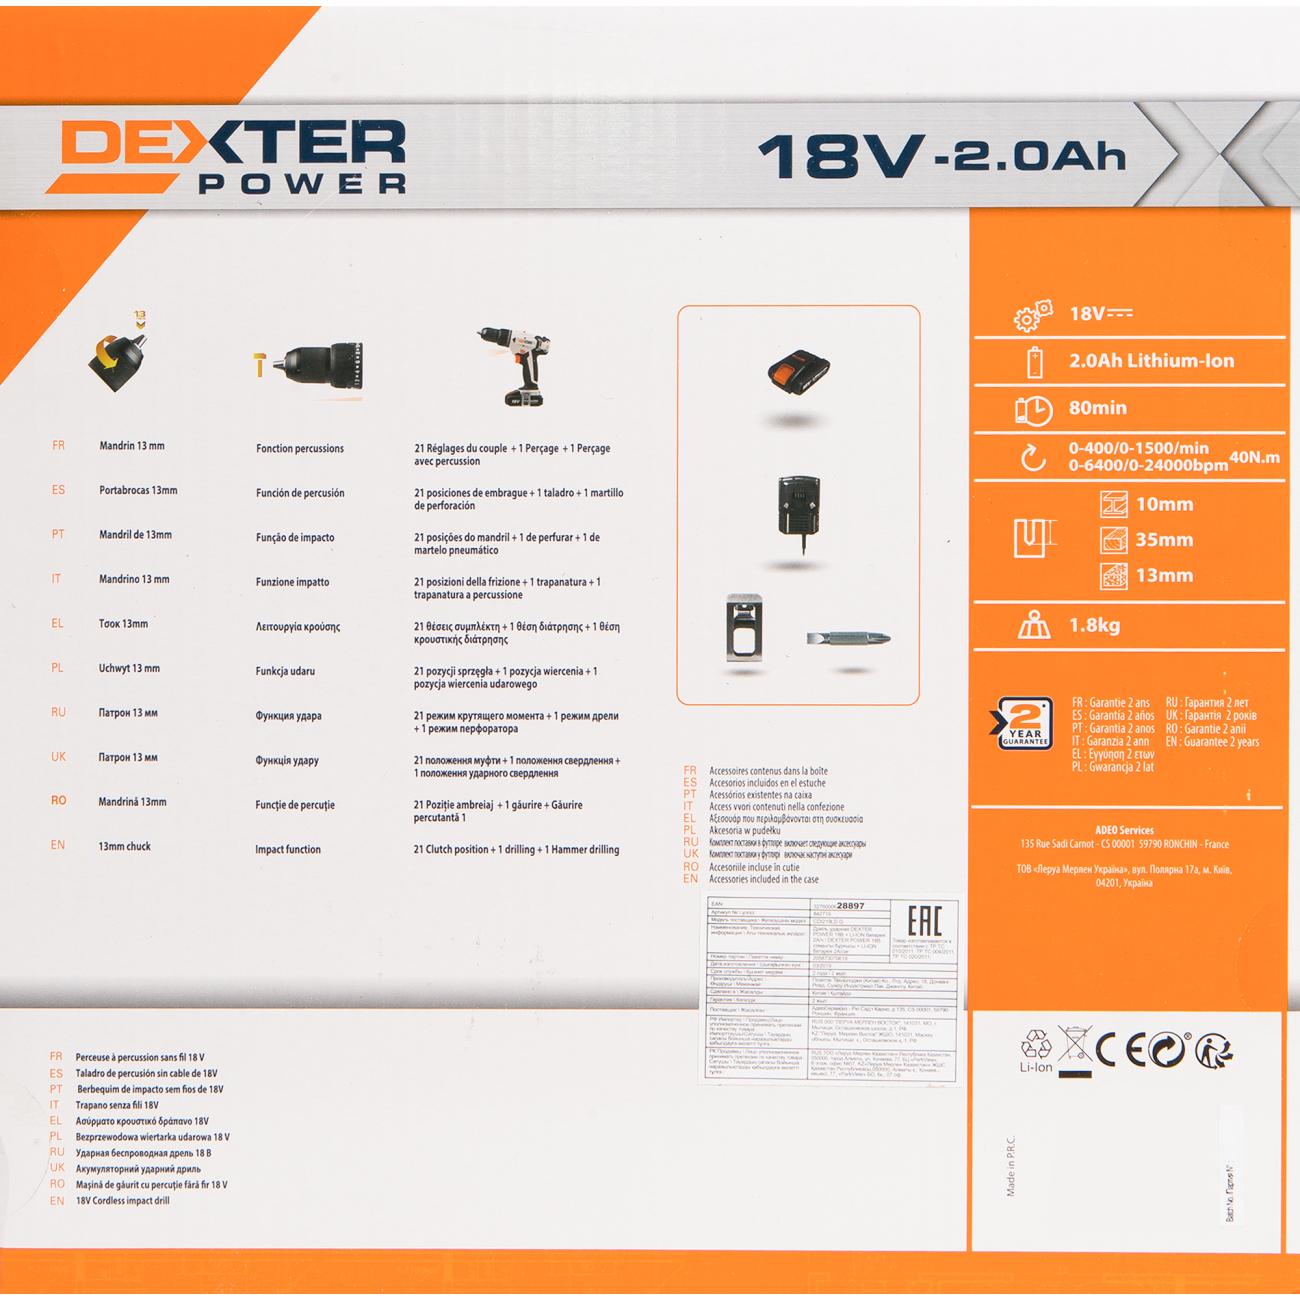 DEXTER
POWER
18V-2.0Ah
13
18V
2.0Ah Lithium-Ion
80min
0-400/0-1500/min
0-6400/0-24000bpm 40N.m
10mm
35mm
13mm
1.8kg
FR Mandrin 13 mm Fonction percussions 21 Réglages du couple + 1 Perçage + 1 Perçage
avec percussion
ES Portabrocas 13mm Función de percusión 21 posiciones de embrague + 1 taladro + 1 martillo
de perforación
PT Mandril de 13mm Função de impacto 21 posições do mandril + 1 de perfurar + 1 de
martelo pneumático
IT Mandrino 13 mm Funzione impatto 21 posizioni della frizione + 1 trapanatura + 1
trapanatura a percussione
EL Τσοκ 13mm Λειτουργία κρούσης 21 θέσεις συμπλέκτη + 1 θέση διάτρησης + 1 θέση
κρουστικής διάτρησης
PL Uchwyt 13 mm Funkcja udaru 21 pozycji sprzęgła + 1 pozycja wiercenia + 1
pozycja wiercenia udarowego
RU Патрон 13 мм Функция удара 21 режим крутящего момента + 1 режим дрели
+ 1 режим перфоратора
UK Патрон 13 мм Функція удару 21 положення муфти + 1 положення свердлення +
1 положення ударного свердлення
RO Mandrină 13mm Funcție de percuție 21 Poziție ambreiaj + 1 găurire + Găurire
percutantă 1
EN 13mm chuck Impact function 21 Clutch position + 1 drilling + 1 Hammer drilling
FR Accessoires contenus dans la boîte
ES Accesorios incluidos en el estuche
PT Acessórios existentes na caixa
IT Access vvori contenuti nella confezione
EL Αξεσουάρ που περιλαμβάνονται στη συσκευασία
PL Akcesoria w pudełku
RU Комплект поставки в футляре включает следующие аксессуары
UK Комплект поставки у футлярі включає наступні аксесуари
RO Accesoriile incluse în cutie
EN Accessories included in the case
2
YEAR
GUARANTEE
FR : Garantie 2 ans
ES : Garantía 2 años
PT : Garantia 2 anos
IT : Garanzia 2 ann
EL : Εγγύηση 2 ετων
PL : Gwarancja 2 lat
RU : Гарантия 2 лет
UK : Гарантія 2 років
RO : Garantie 2 anii
EN : Guarantee 2 years
ADEO Services
135 Rue Sadi Carnot - CS 00001 59790 RONCHIN - France
ТОВ «Леруа Мерлен Україна», вул. Полярна 17а, м. Київ,
04201, Україна
EAN 28897
EAC
FR Perceuse à percussion sans fil 18 V
ES Taladro de percusión sin cable de 18V
PT Berbequim de impacto sem fios de 18V
IT Trapano senza fili 18V
EL Ασύρματο κρουστικό δράπανο 18V
PL Bezprzewodowa wiertarka udarowa 18 V
RU Ударная беспроводная дрель 18 В
UK Акумуляторний ударний дриль
RO Mașină de găurit cu percuție fără fir 18 V
EN 18V Cordless impact drill
Li-Ion
CE
Made in P.R.C.
Batch No. / Партия №: